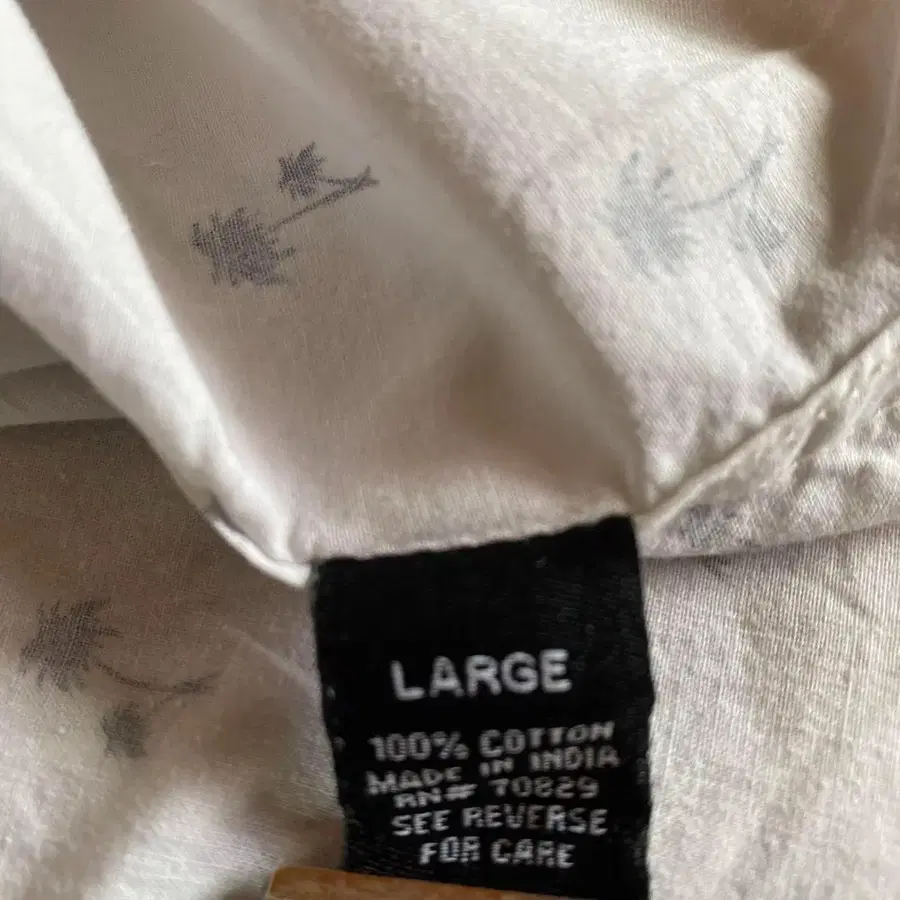 LARGE
100% COTTON
MADE IN INDIA
RN# 70829
SEE REVERSE
FOR CARE